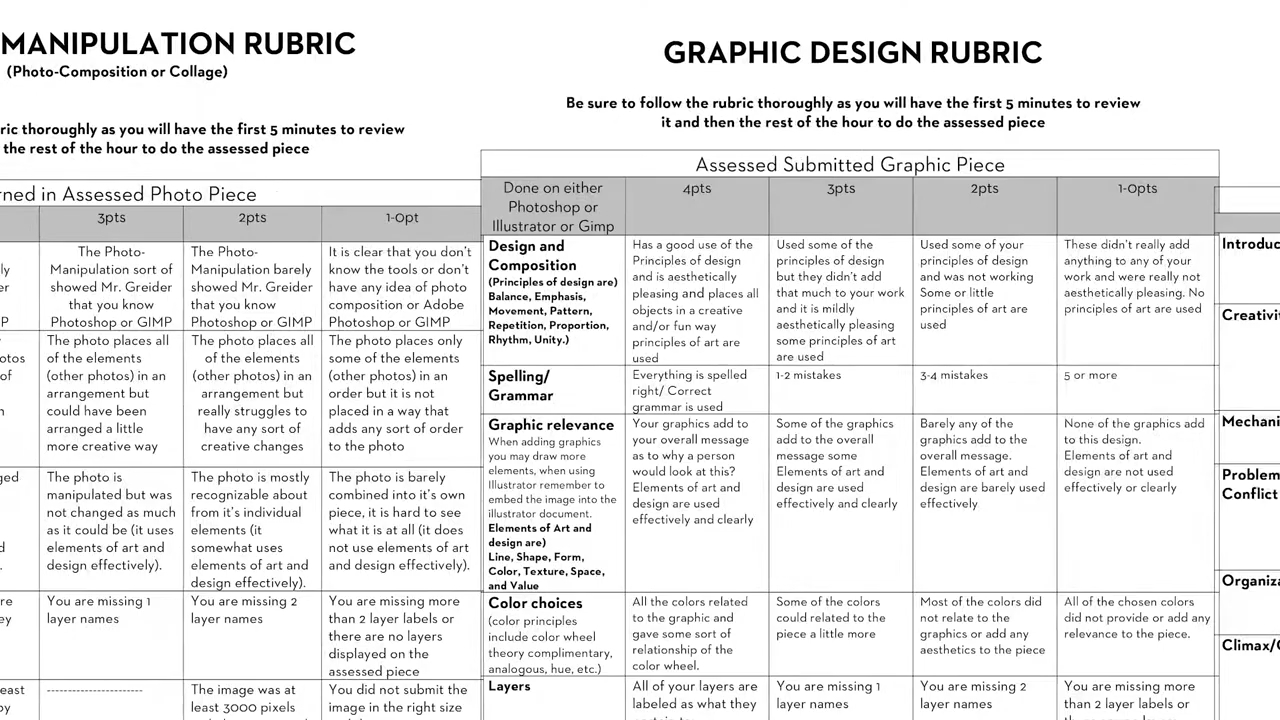 MANIPULATION RUBRIC
(Photo-Composition or Collage)
ric thoroughly as you will have the first 5 minutes to review
the rest of the hour to do the assessed piece
rned in Assessed Photo Piece
3pts
2pts
1-0pt
The Photo-
Manipulation sort of
showed Mr. Greider
that you know
Photoshop or GIMP
The Photo-
Manipulation barely
showed Mr. Greider
that you know
Photoshop or GIMP
It is clear that you don't
know the tools or don't
have any idea of photo
composition or Adobe
Photoshop or GIMP
The photo places all
of the elements
(other photos) in an
arrangement but
could have been
arranged a little
more creative way
The photo places all
of the elements
(other photos) in an
arrangement but
really struggles to
have any sort of
creative changes
The photo places only
some of the elements
(other photos) in an
order but it is not
placed in a way that
adds any sort of order
to the photo
The photo is
manipulated but was
not changed as much
as it could be (it uses
elements of art and
design effectively).
The photo is mostly
recognizable about
from it's individual
elements (it
somewhat uses
elements of art and
design effectively).
The photo is barely
combined into it's own
piece, it is hard to see
what it is at all (it does
not use elements of art
and design effectively).
You are missing 1
layer names
You are missing 2
layer names
You are missing more
than 2 layer labels or
there are no layers
displayed on the
assessed piece
-----------------------
The image was at
least 3000 pixels
You did not submit the
image in the right size
GRAPHIC DESIGN RUBRIC
Be sure to follow the rubric thoroughly as you will have the first 5 minutes to review
it and then the rest of the hour to do the assessed piece
Assessed Submitted Graphic Piece
Done on either
Photoshop or
Illustrator or Gimp
4pts
3pts
2pts
1-0pts
Design and
Composition
(Principles of design are)
Balance, Emphasis,
Movement, Pattern,
Repetition, Proportion,
Rhythm, Unity.)
Has a good use of the
Principles of design
and is aesthetically
pleasing and places all
objects in a creative
and/or fun way
principles of art are
used
Used some of the
principles of design
but they didn't add
that much to your work
and it is mildly
aesthetically pleasing
some principles of art
are used
Used some of your
principles of design
and was not working
Some or little
principles of art are
used
These didn't really add
anything to any of your
work and were really not
aesthetically pleasing. No
principles of art are used
Spelling/
Grammar
Everything is spelled
right/ Correct
grammar is used
1-2 mistakes
3-4 mistakes
5 or more
Graphic relevance
When adding graphics
you may draw more
elements, when using
Illustrator remember to
embed the image into the
illustrator document.
Elements of Art and
design are)
Line, Shape, Form,
Color, Texture, Space,
and Value
Your graphics add to
your overall message
as to why a person
would look at this?
Elements of art and
design are used
effectively and clearly
Some of the graphics
add to the overall
message some
Elements of art and
design are used
effectively and clearly
Barely any of the
graphics add to the
overall message.
Elements of art and
design are barely used
effectively
None of the graphics add
to this design.
Elements of art and
design are not used
effectively or clearly
Color choices
(color principles
include color wheel
theory complimentary,
analogous, hue, etc.)
All the colors related
to the graphic and
gave some sort of
relationship of the
color wheel.
Some of the colors
could related to the
piece a little more
Most of the colors did
not relate to the
graphics or add any
aesthetics to the piece
All of the chosen colors
did not provide or add any
relevance to the piece.
Layers
All of your layers are
labeled as what they
You are missing 1
layer names
You are missing 2
layer names
You are missing more
than 2 layer labels or
Introduc
Creativi
Mechani
Problem
Conflict
Organiza
Climax/